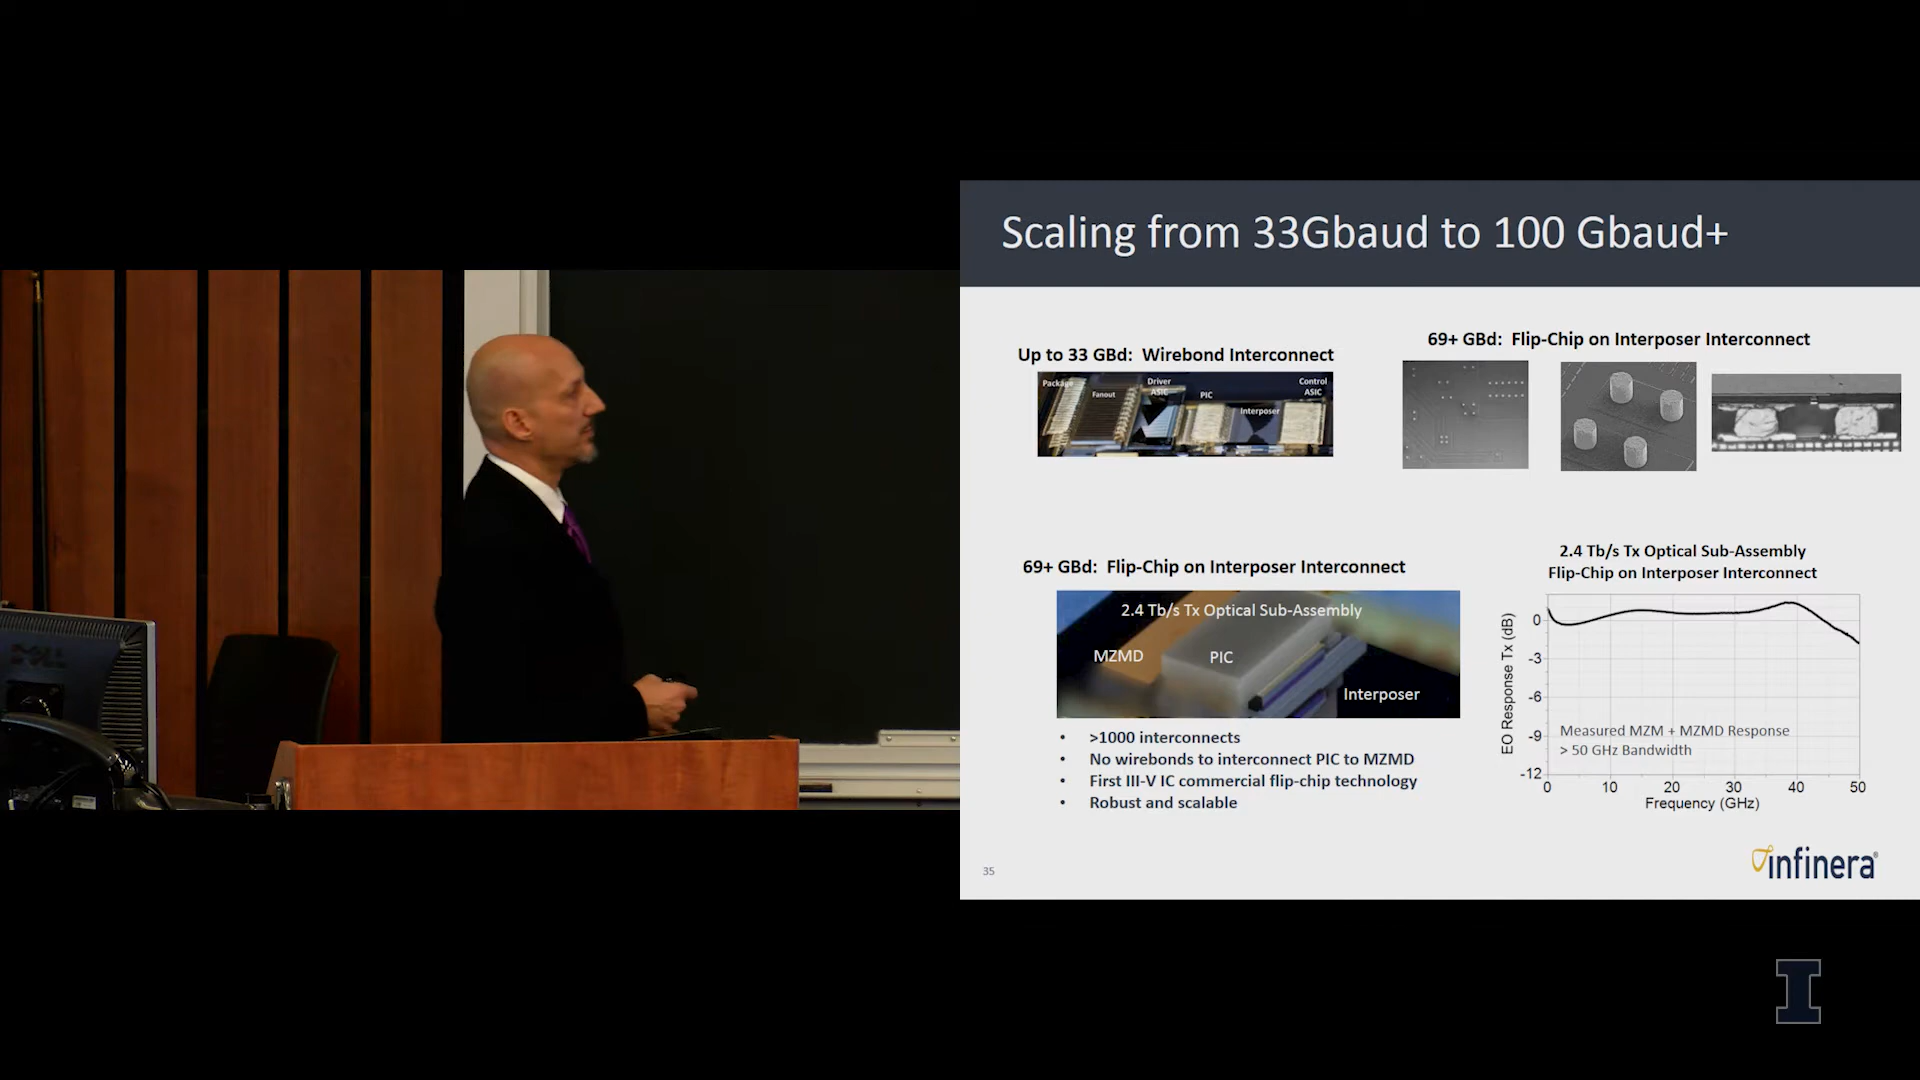 Scaling from 33Gbaud to 100 Gbaud+
Up to 33 GBd: Wirebond Interconnect
Package
Fanout
Driver
ASIC
PIC
Interposer
Control
ASIC
69+ GBd: Flip-Chip on Interposer Interconnect
69+ GBd: Flip-Chip on Interposer Interconnect
2.4 Tb/s Tx Optical Sub-Assembly
MZMD
PIC
Interposer
• >1000 interconnects
• No wirebonds to interconnect PIC to MZMD
• First III-V IC commercial flip-chip technology
• Robust and scalable
2.4 Tb/s Tx Optical Sub-Assembly
Flip-Chip on Interposer Interconnect
EO Response Tx (dB)
0
-3
-6
-9
-12
Measured MZM + MZMD Response
> 50 GHz Bandwidth
0 10 20 30 40 50
Frequency (GHz)
35
infinera
I
DELL